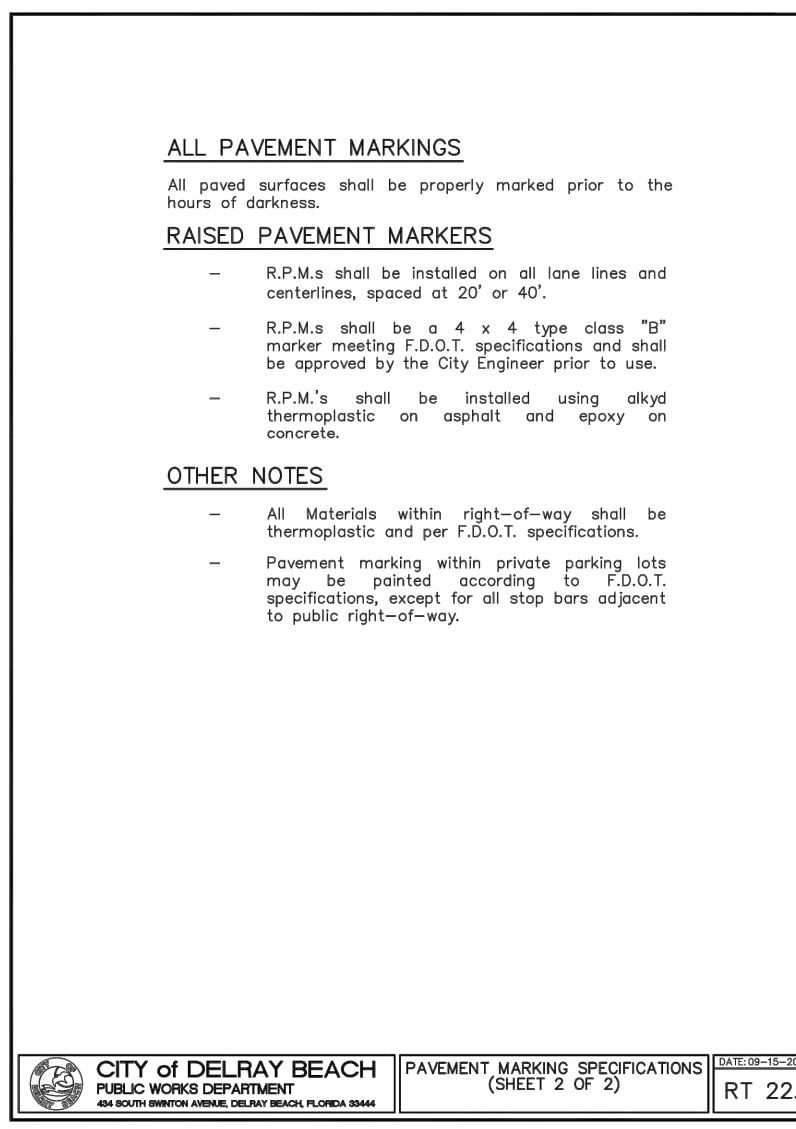 ALL PAVEMENT MARKINGS
All paved surfaces shall be properly marked prior to the
hours of darkness.
RAISED PAVEMENT MARKERS
– R.P.M.s shall be installed on all lane lines and
centerlines, spaced at 20' or 40'.
– R.P.M.s shall be a 4 x 4 type class "B"
marker meeting F.D.O.T. specifications and shall
be approved by the City Engineer prior to use.
– R.P.M.'s shall be installed using alkyd
thermoplastic on asphalt and epoxy on
concrete.
OTHER NOTES
– All Materials within right-of-way shall be
thermoplastic and per F.D.O.T. specifications.
– Pavement marking within private parking lots
may be painted according to F.D.O.T.
specifications, except for all stop bars adjacent
to public right-of-way.
CITY of DELRAY BEACH
PUBLIC WORKS DEPARTMENT
434 SOUTH SWINTON AVENUE, DELRAY BEACH, FLORIDA 33444
PAVEMENT MARKING SPECIFICATIONS
(SHEET 2 OF 2)
DATE: 09-15-20
RT 22.